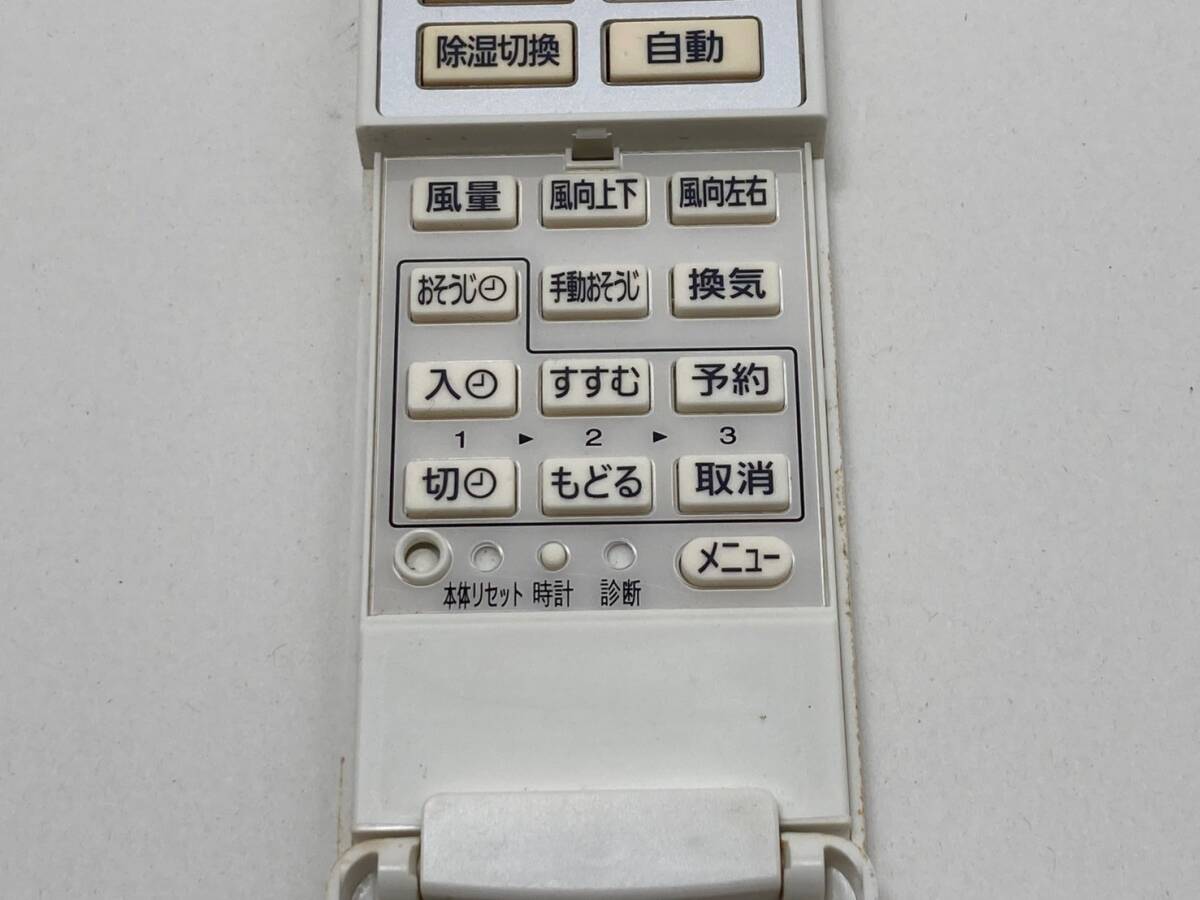 除湿切換 自動
風量 風向上下 風向左右
おそうじ 手動おそうじ 換気
入 すすむ 予約
1 ▶ 2 ▶ 3
切 もどる 取消
メニュー
本体リセット 時計 診断